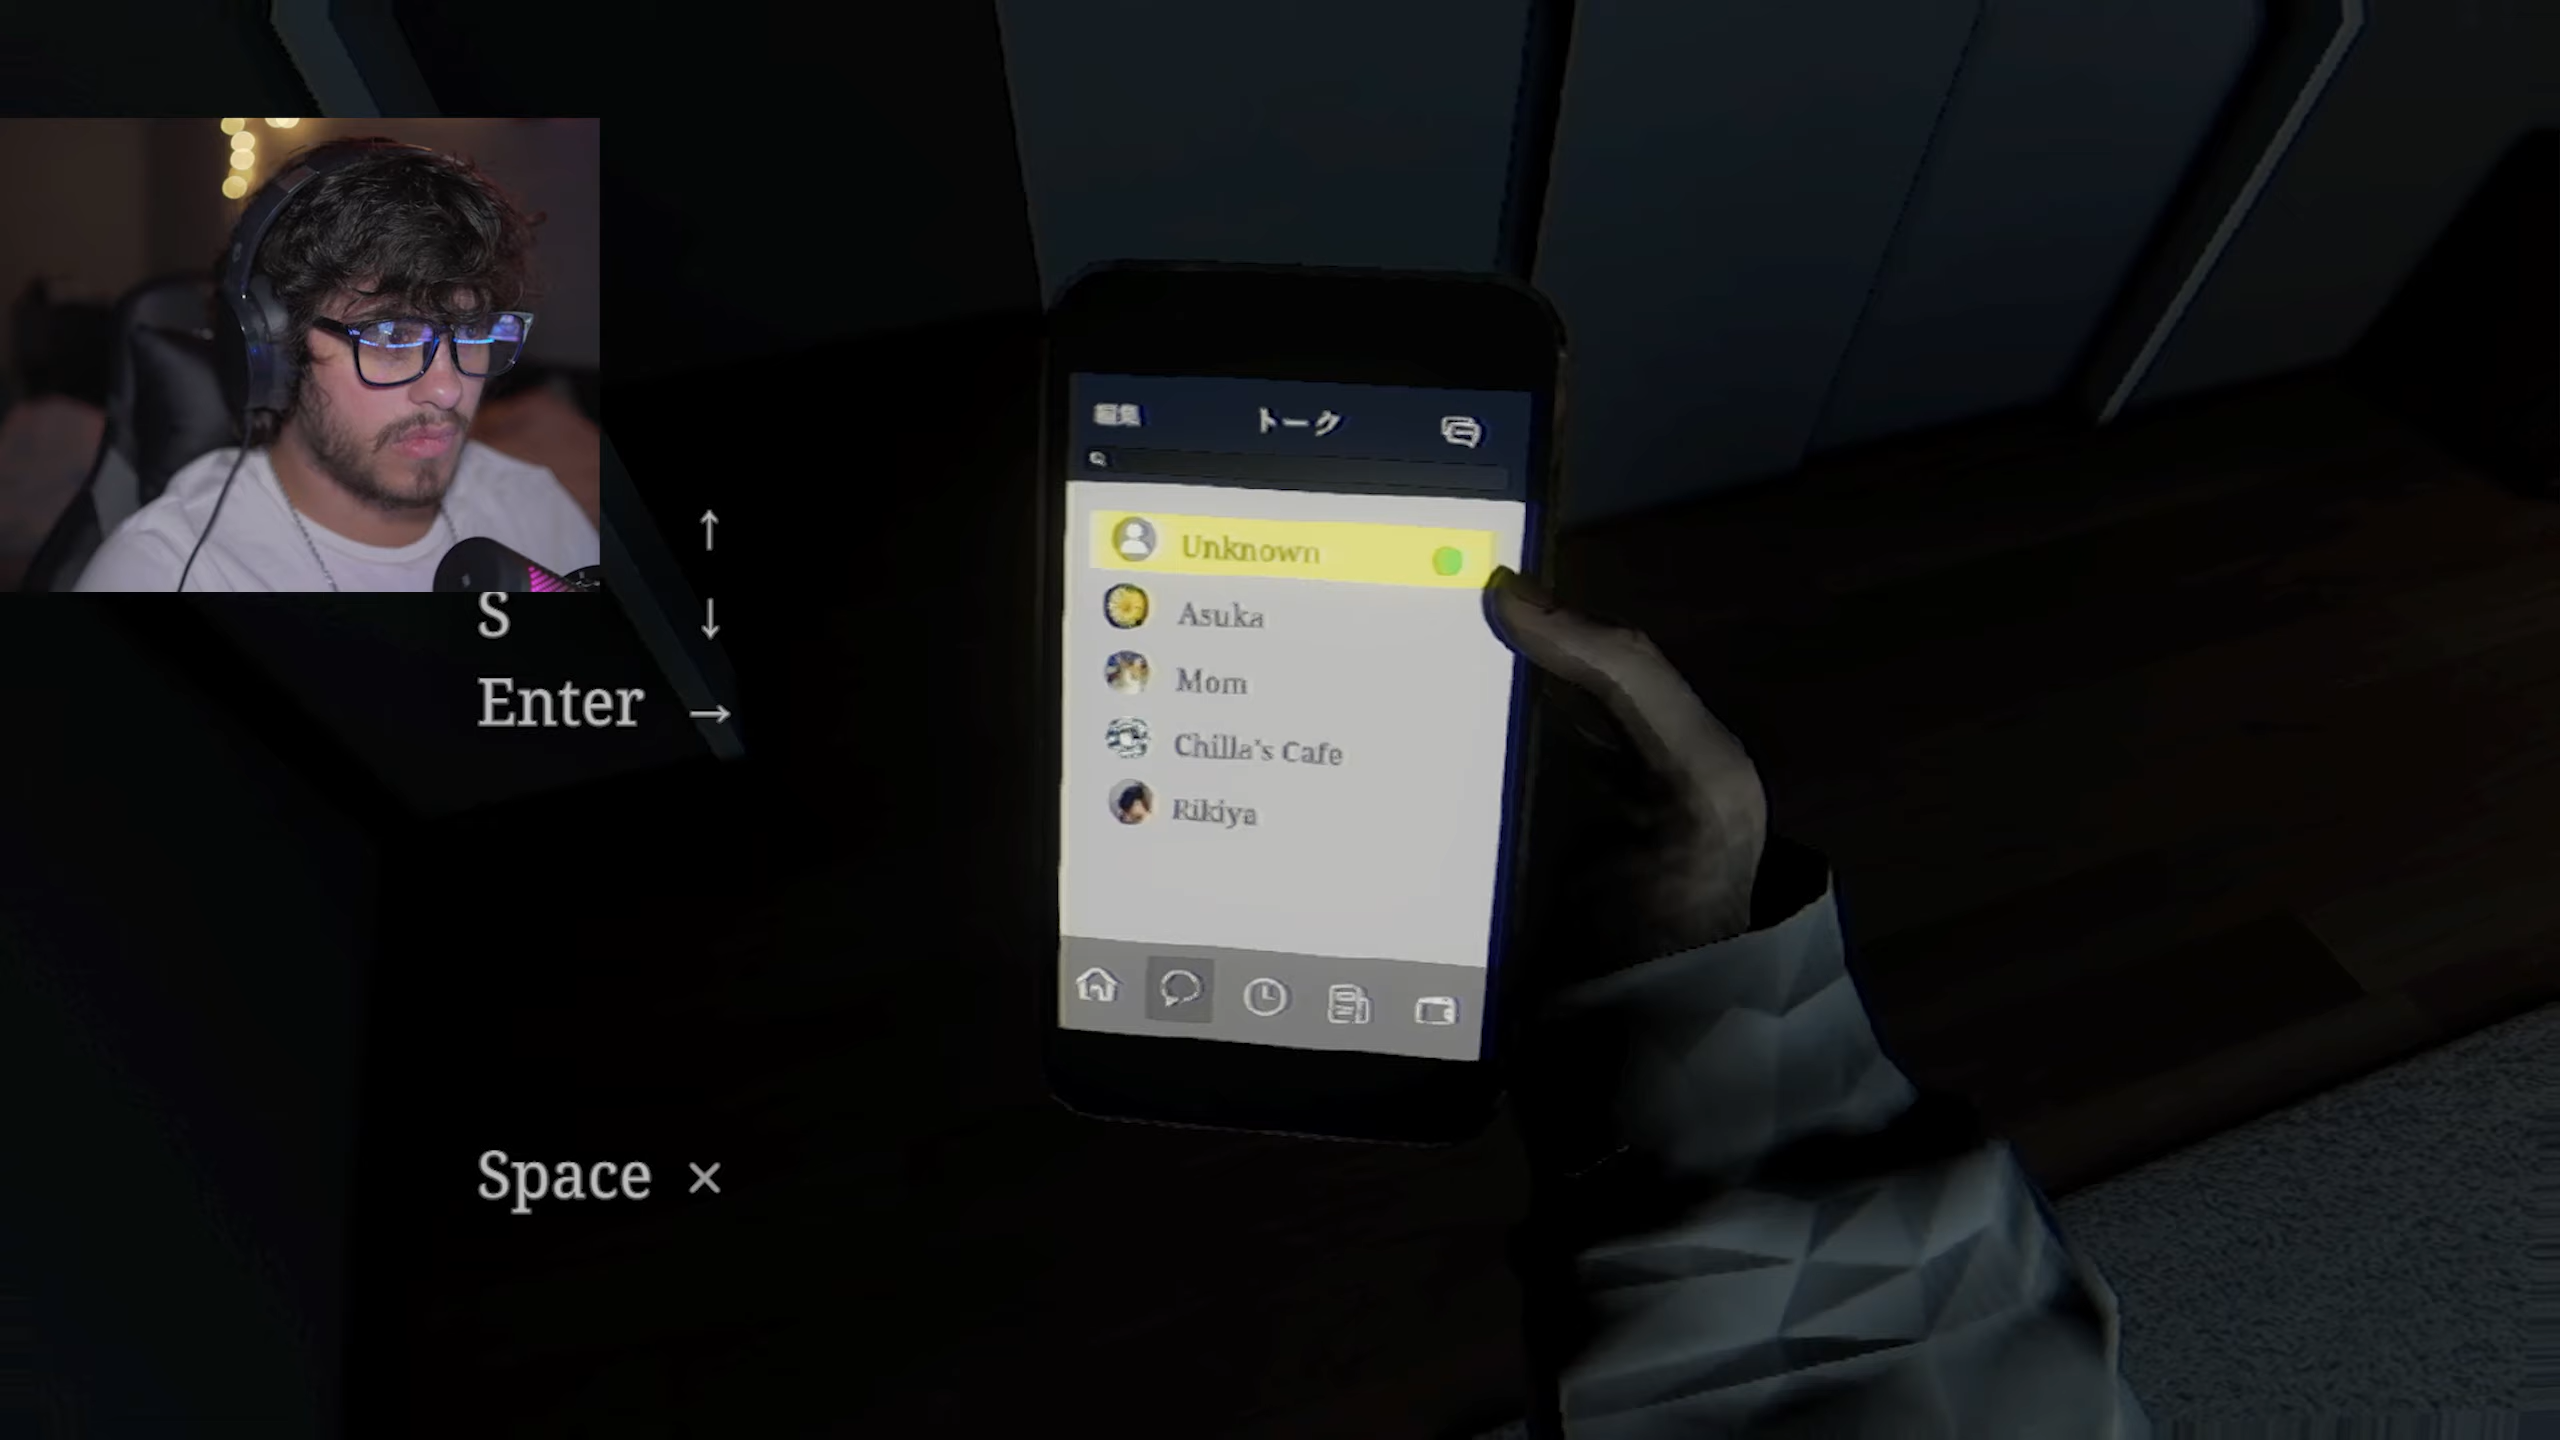 編集 トーク
Unknown
Asuka
Mom
Chilla's Cafe
Rikiya
↑
S ↓
Enter →
Space ×